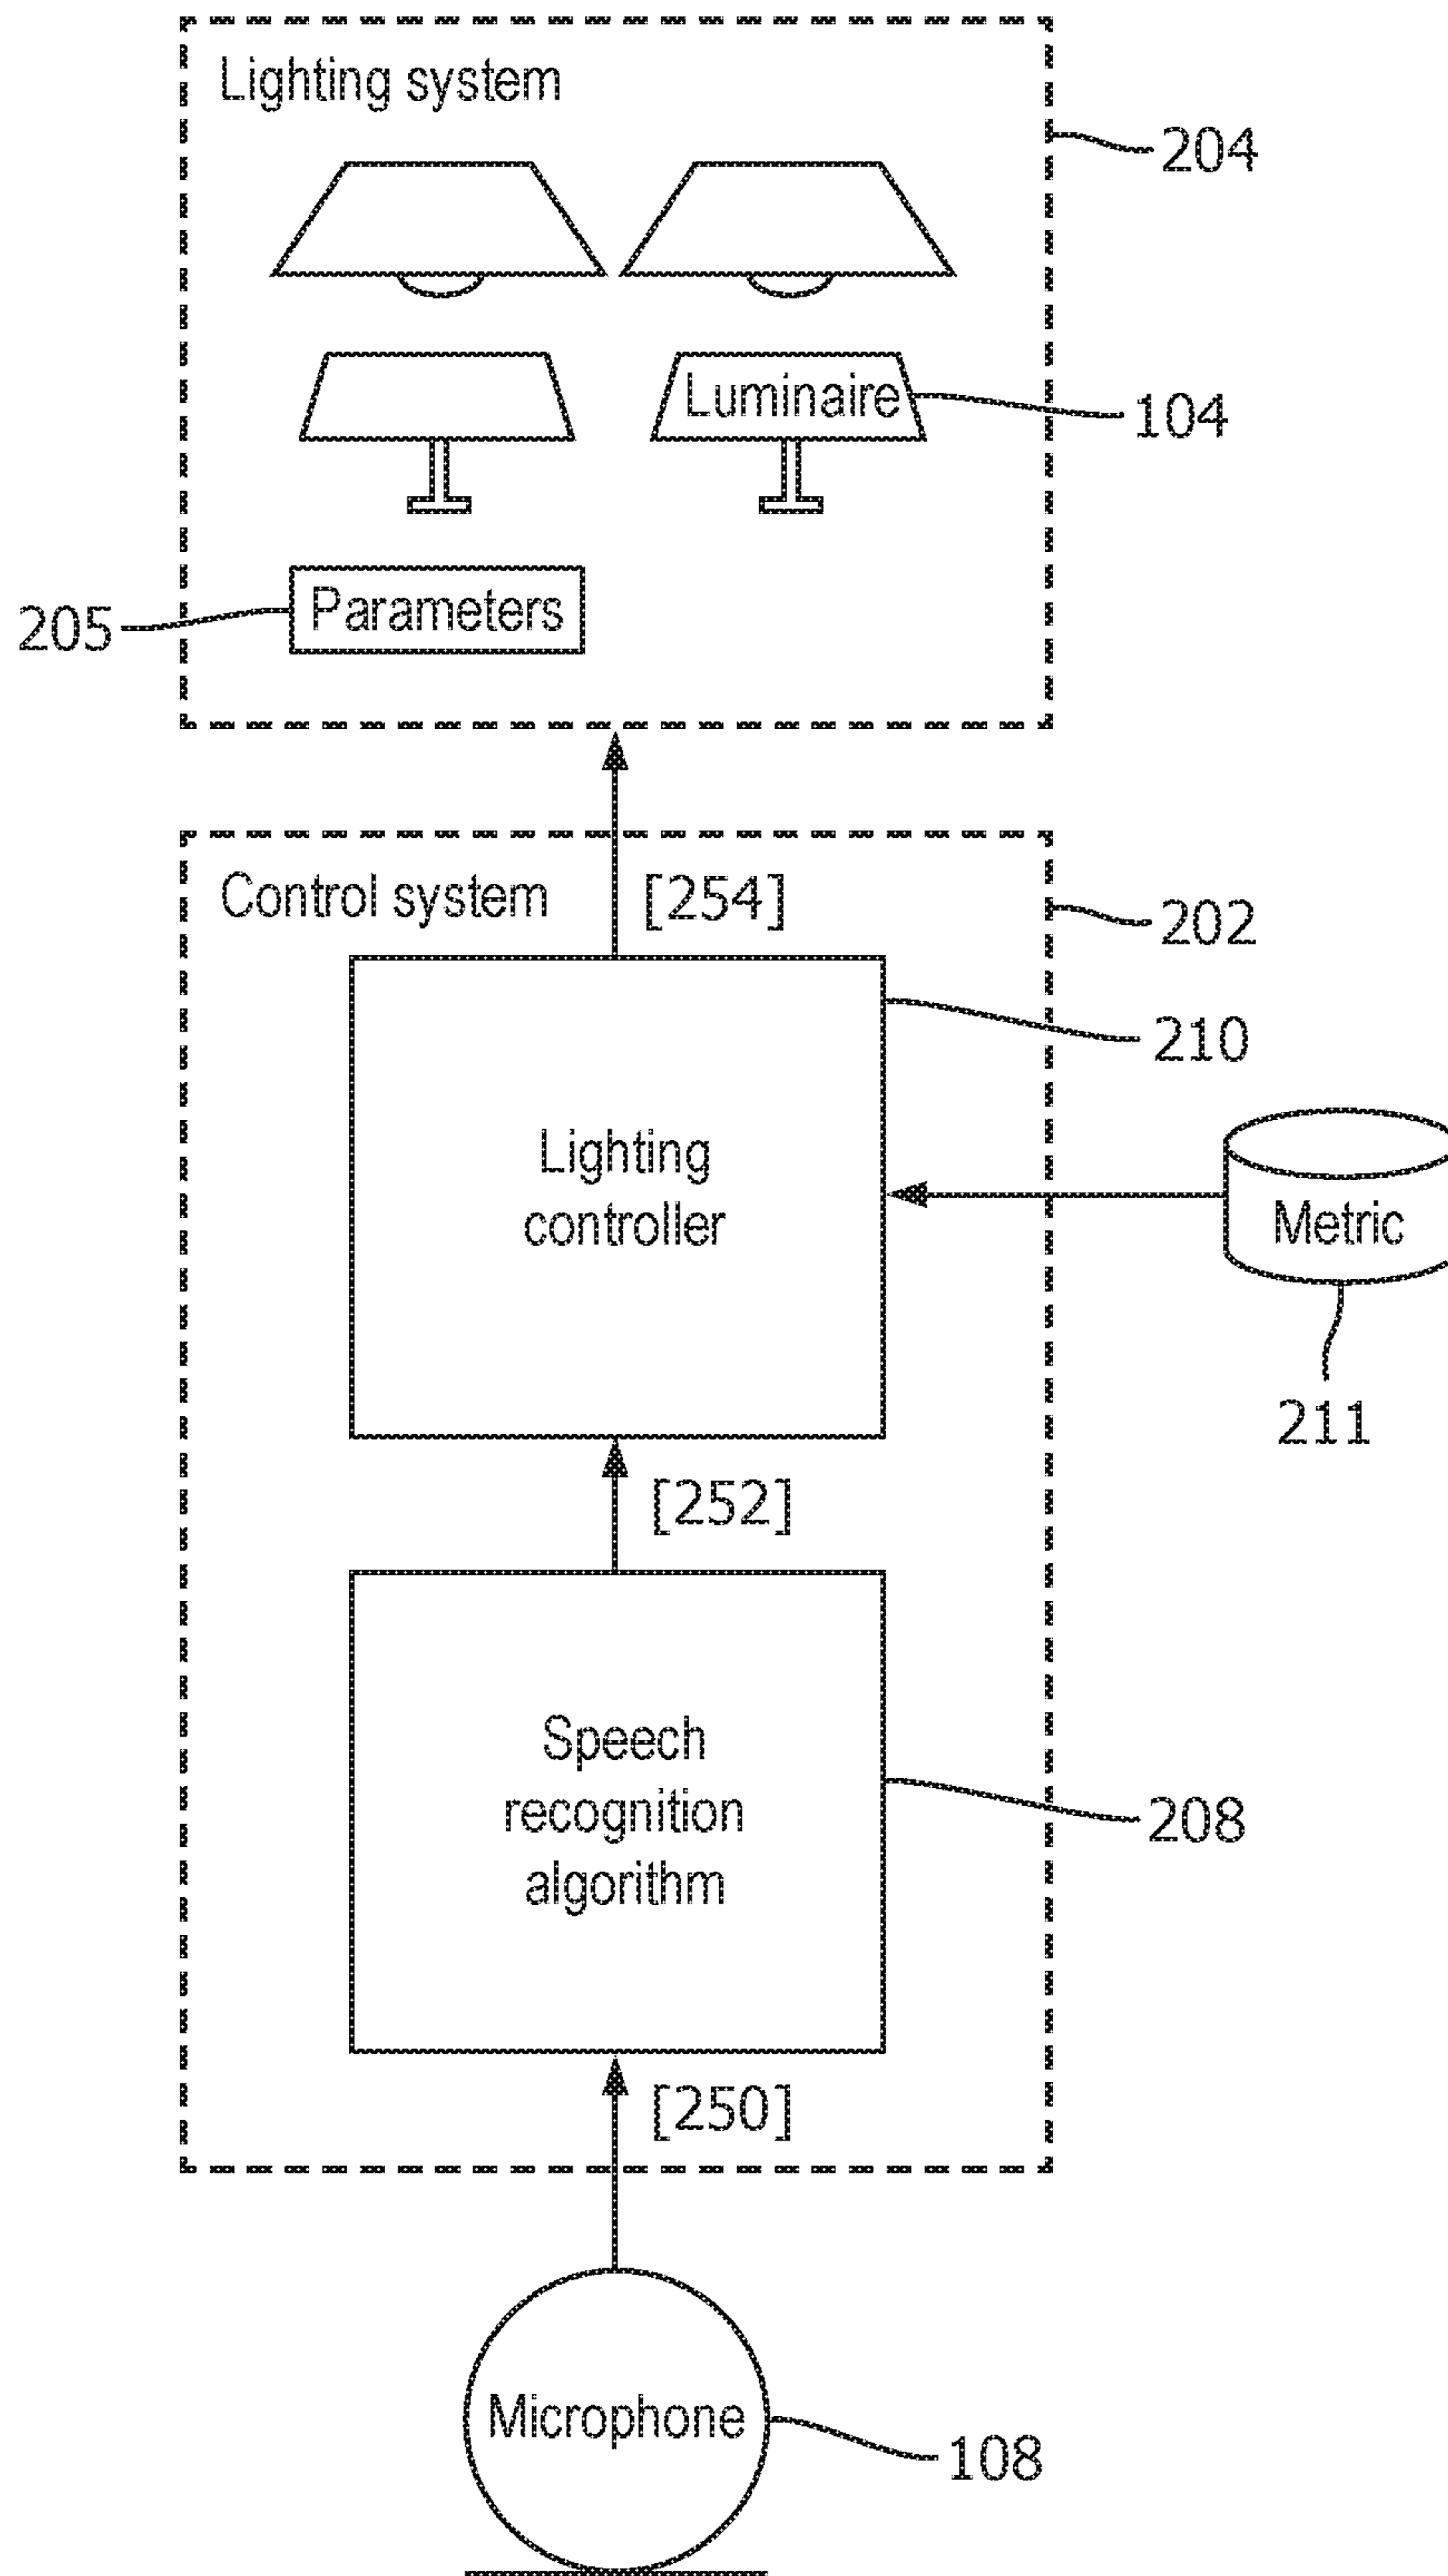 Lighting system
204
Luminaire
104
Parameters
205
Control system
[254]
202
210
Lighting
controller
Metric
211
[252]
Speech
recognition
algorithm
208
[250]
Microphone
108